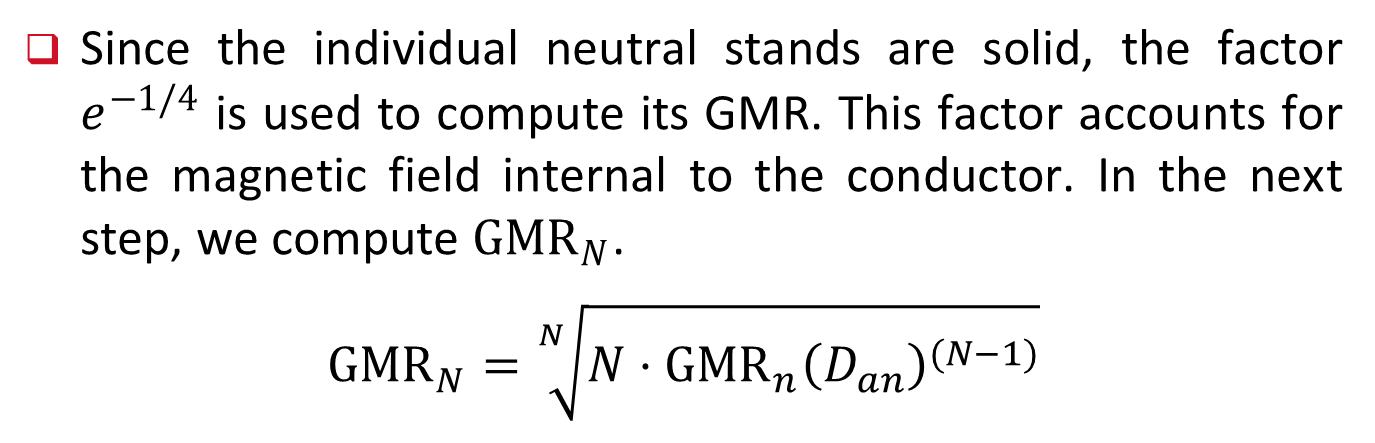 ❑ Since the individual neutral stands are solid, the factor
e^{−1/4} is used to compute its GMR. This factor accounts for
the magnetic field internal to the conductor. In the next
step, we compute GMR_N.
GMR_N = \sqrt[N]{N · GMR_n (D_{an})^{(N−1)}}